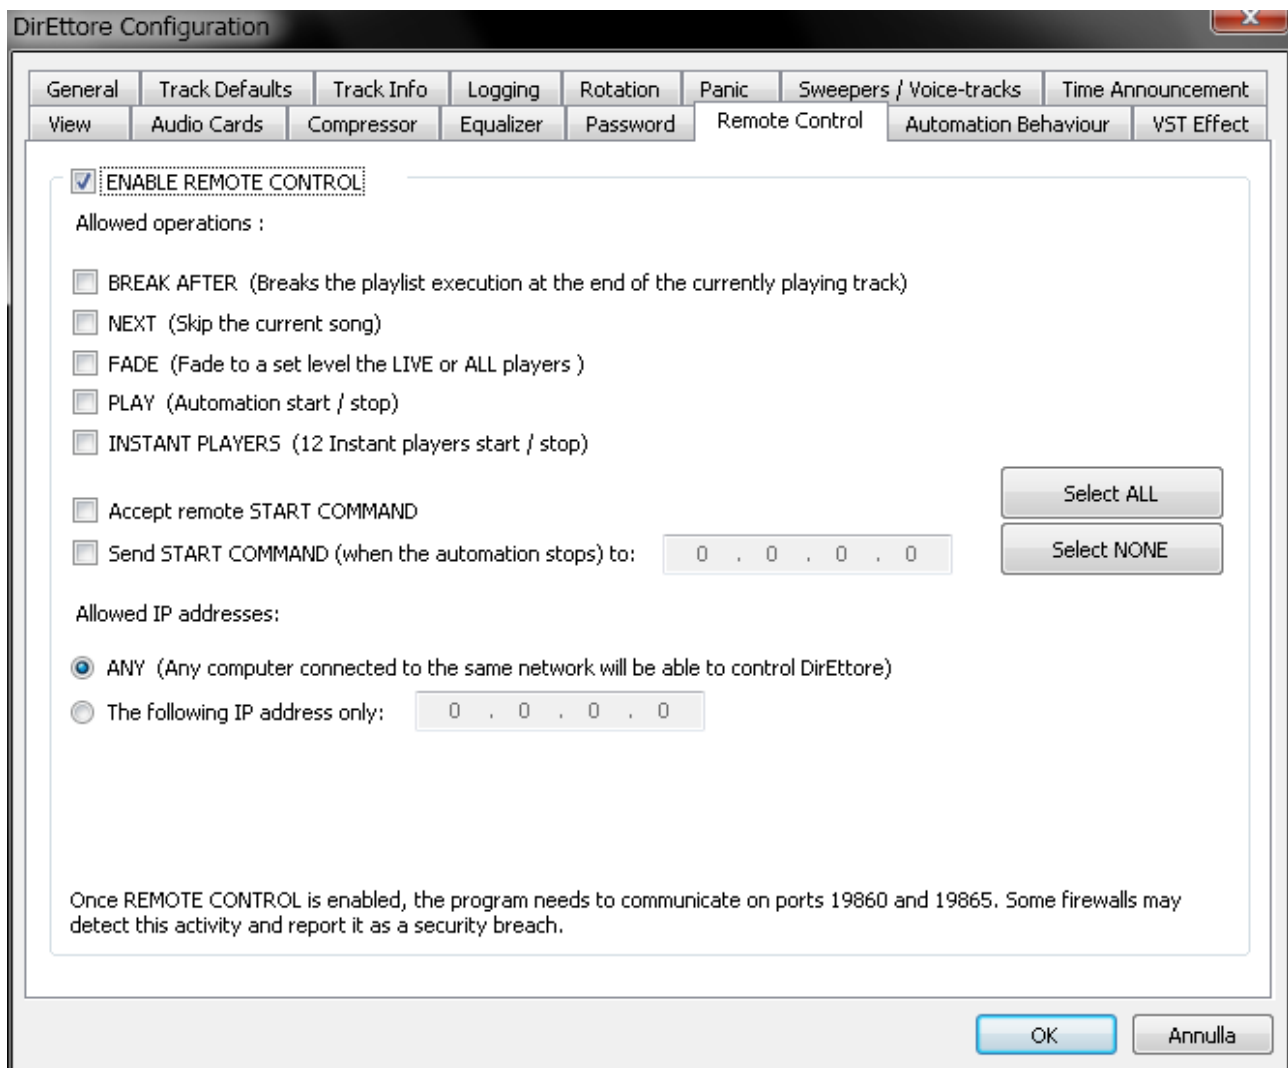 DirEttore Configuration
x
General Track Defaults Track Info Logging Rotation Panic Sweepers / Voice-tracks Time Announcement
View Audio Cards Compressor Equalizer Password Remote Control Automation Behaviour VST Effect
ENABLE REMOTE CONTROL
Allowed operations :
BREAK AFTER (Breaks the playlist execution at the end of the currently playing track)
NEXT (Skip the current song)
FADE (Fade to a set level the LIVE or ALL players )
PLAY (Automation start / stop)
INSTANT PLAYERS (12 Instant players start / stop)
Select ALL
Accept remote START COMMAND
Send START COMMAND (when the automation stops) to: 0 . 0 . 0 . 0 Select NONE
Allowed IP addresses:
ANY (Any computer connected to the same network will be able to control DirEttore)
The following IP address only: 0 . 0 . 0 . 0
Once REMOTE CONTROL is enabled, the program needs to communicate on ports 19860 and 19865. Some firewalls may
detect this activity and report it as a security breach.
OK Annulla